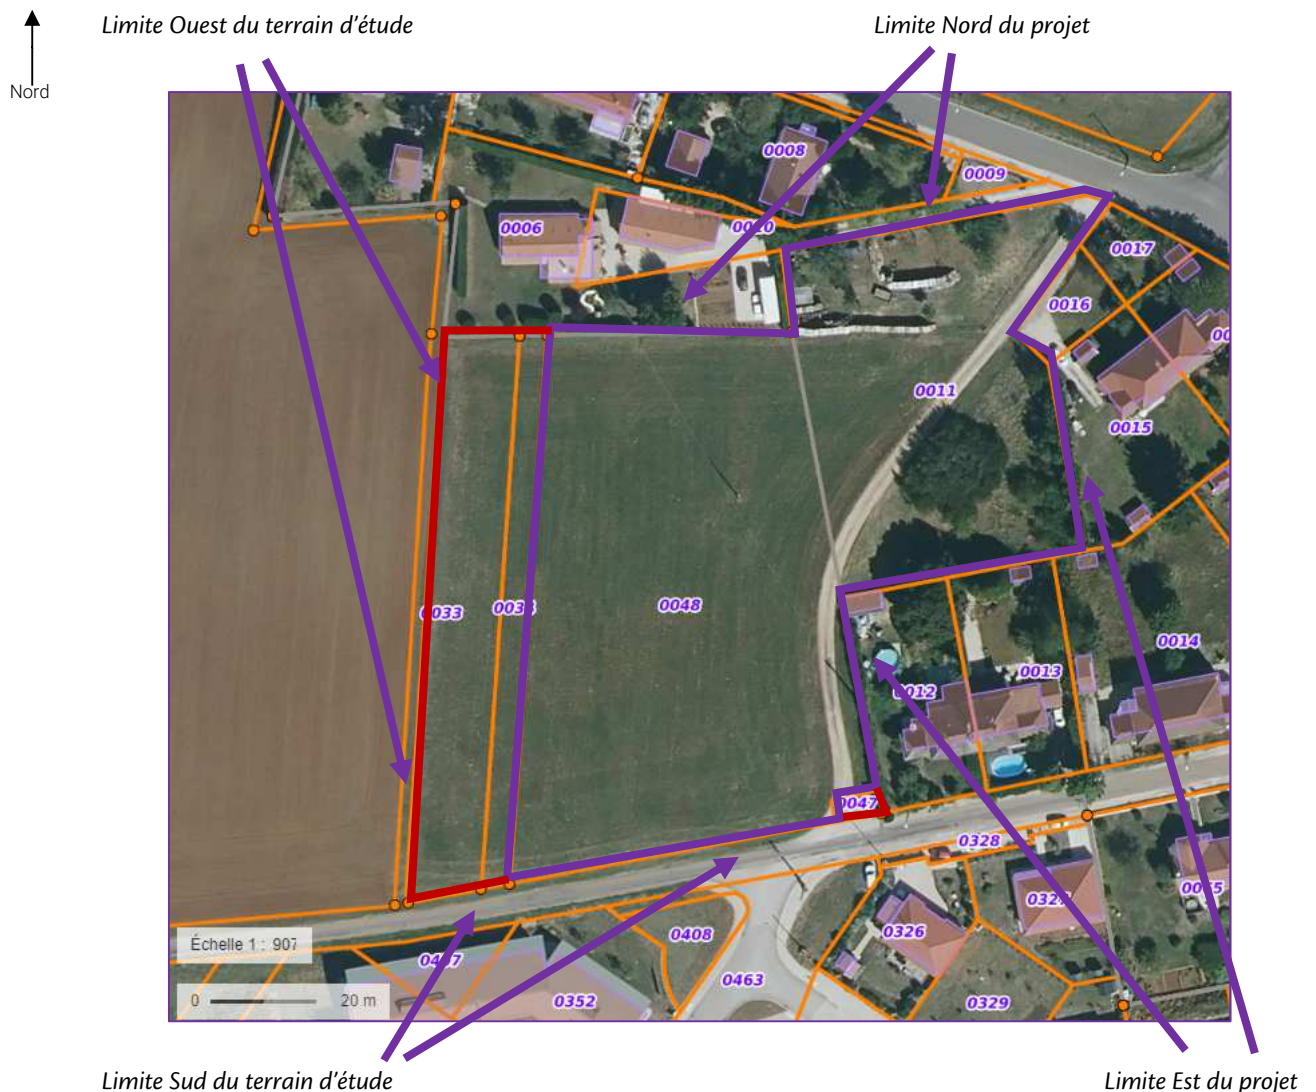 Limite Ouest du terrain d'étude
Limite Nord du projet
Nord
0008
0009
0006
0010
0017
0016
0011
0015
0033
0048
0014
0013
0012
0047
0328
0326
0408
0463
0352
0329
Échelle 1 : 907
0 20 m
Limite Sud du terrain d'étude
Limite Est du projet